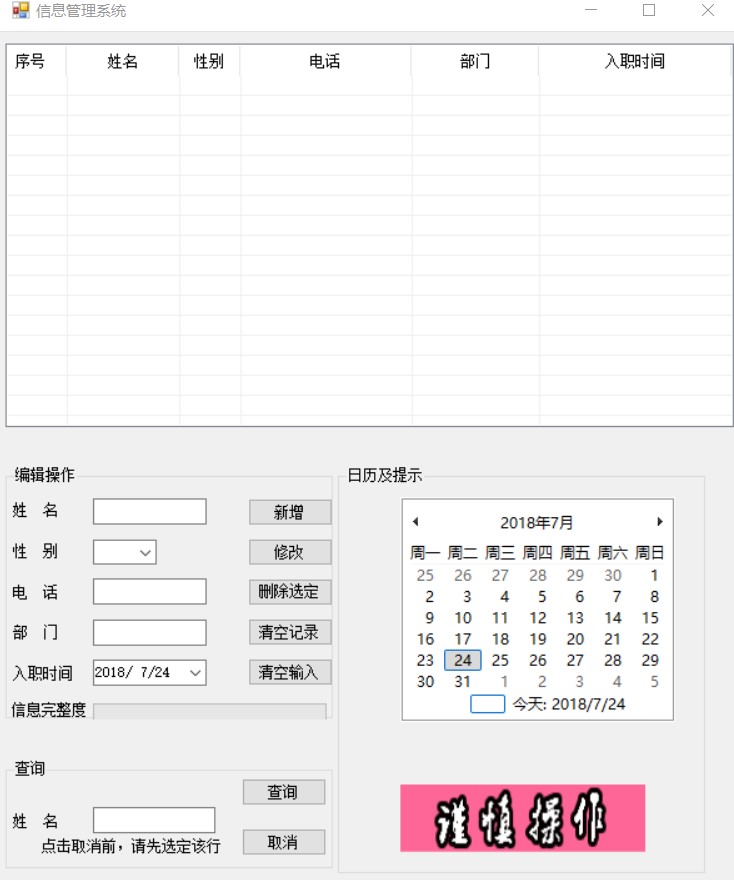 信息管理系统
序号 姓名 性别 电话 部门 入职时间
编辑操作
姓 名 新增
性 别 修改
电 话 删除选定
部 门 清空记录
入职时间 2018/ 7/24 清空输入
信息完整度
查询
查询
姓 名
点击取消前，请先选定该行 取消
日历及提示
2018年7月
周一 周二 周三 周四 周五 周六 周日
25 26 27 28 29 30 1
2 3 4 5 6 7 8
9 10 11 12 13 14 15
16 17 18 19 20 21 22
23 24 25 26 27 28 29
30 31 1 2 3 4 5
今天: 2018/7/24
谨慎操作